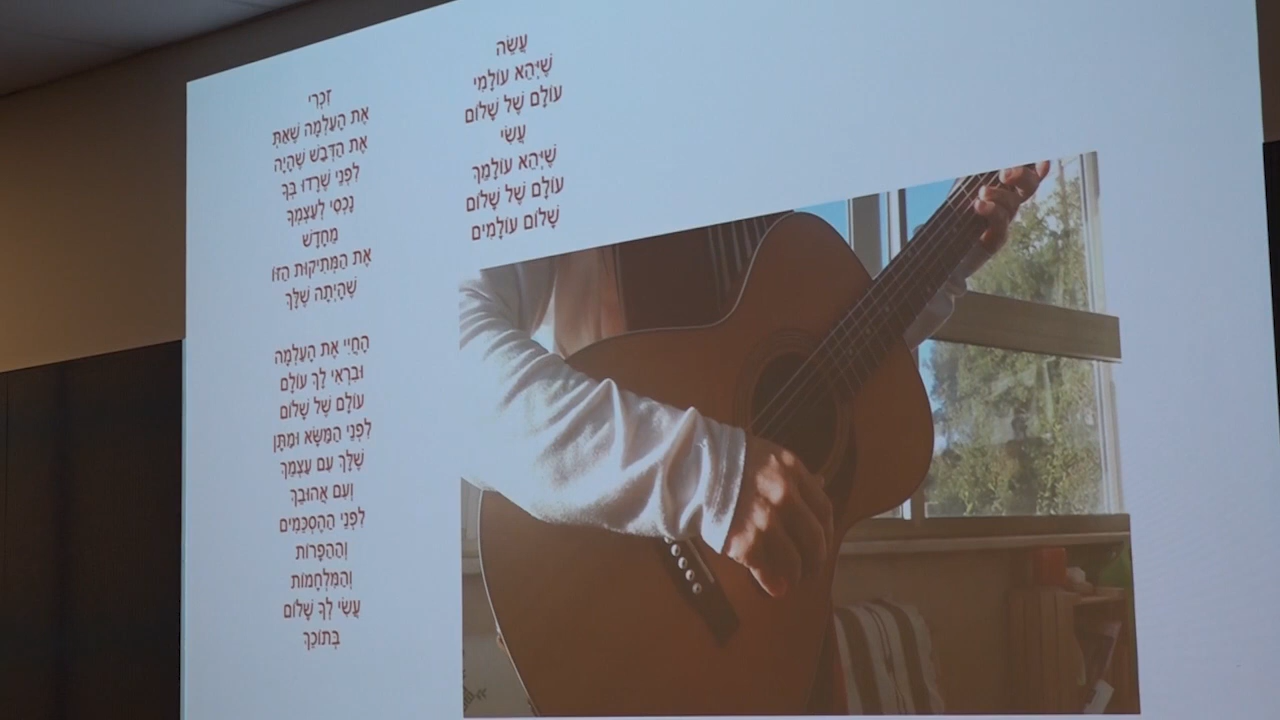 עֲשֵׂה
שֶׁיְּהֵא עוֹלָמִי
עוֹלָם שֶׁל שָׁלוֹם
עֲשִׂי
שֶׁיְּהֵא עוֹלָמֵךְ
עוֹלָם שֶׁל שָׁלוֹם
שְׁלוֹם עוֹלָמִים
זִכְרִי
אֶת הָעַלְמָה שֶׁאַתְּ
אֶת הַדְּבַשׁ שֶׁהָיָה
לִפְנֵי שֶׁרָדוּ בָּךְ
נָכְסִי לְעַצְמֵךְ
מֵחָדָשׁ
אֶת הַמְּתִיקוּת הַזּוֹ
שֶׁהָיְתָה שֶׁלָּךְ
הַחֲיִי אֶת הָעַלְמָה
וּבִרְאִי לָךְ עוֹלָם
עוֹלָם שֶׁל שָׁלוֹם
לִפְנֵי הַמַּשָּׂא וּמַתָּן
שֶׁלָּךְ עִם עַצְמֵךְ
וְעִם אֲהוּבֵךְ
לִפְנֵי הַהֶסְכֵּמִים
וְהַהֲפָרוֹת
וְהַמִּלְחָמוֹת
עֲשִׂי לְךָ שָׁלוֹם
בְּתוֹכֵךְ